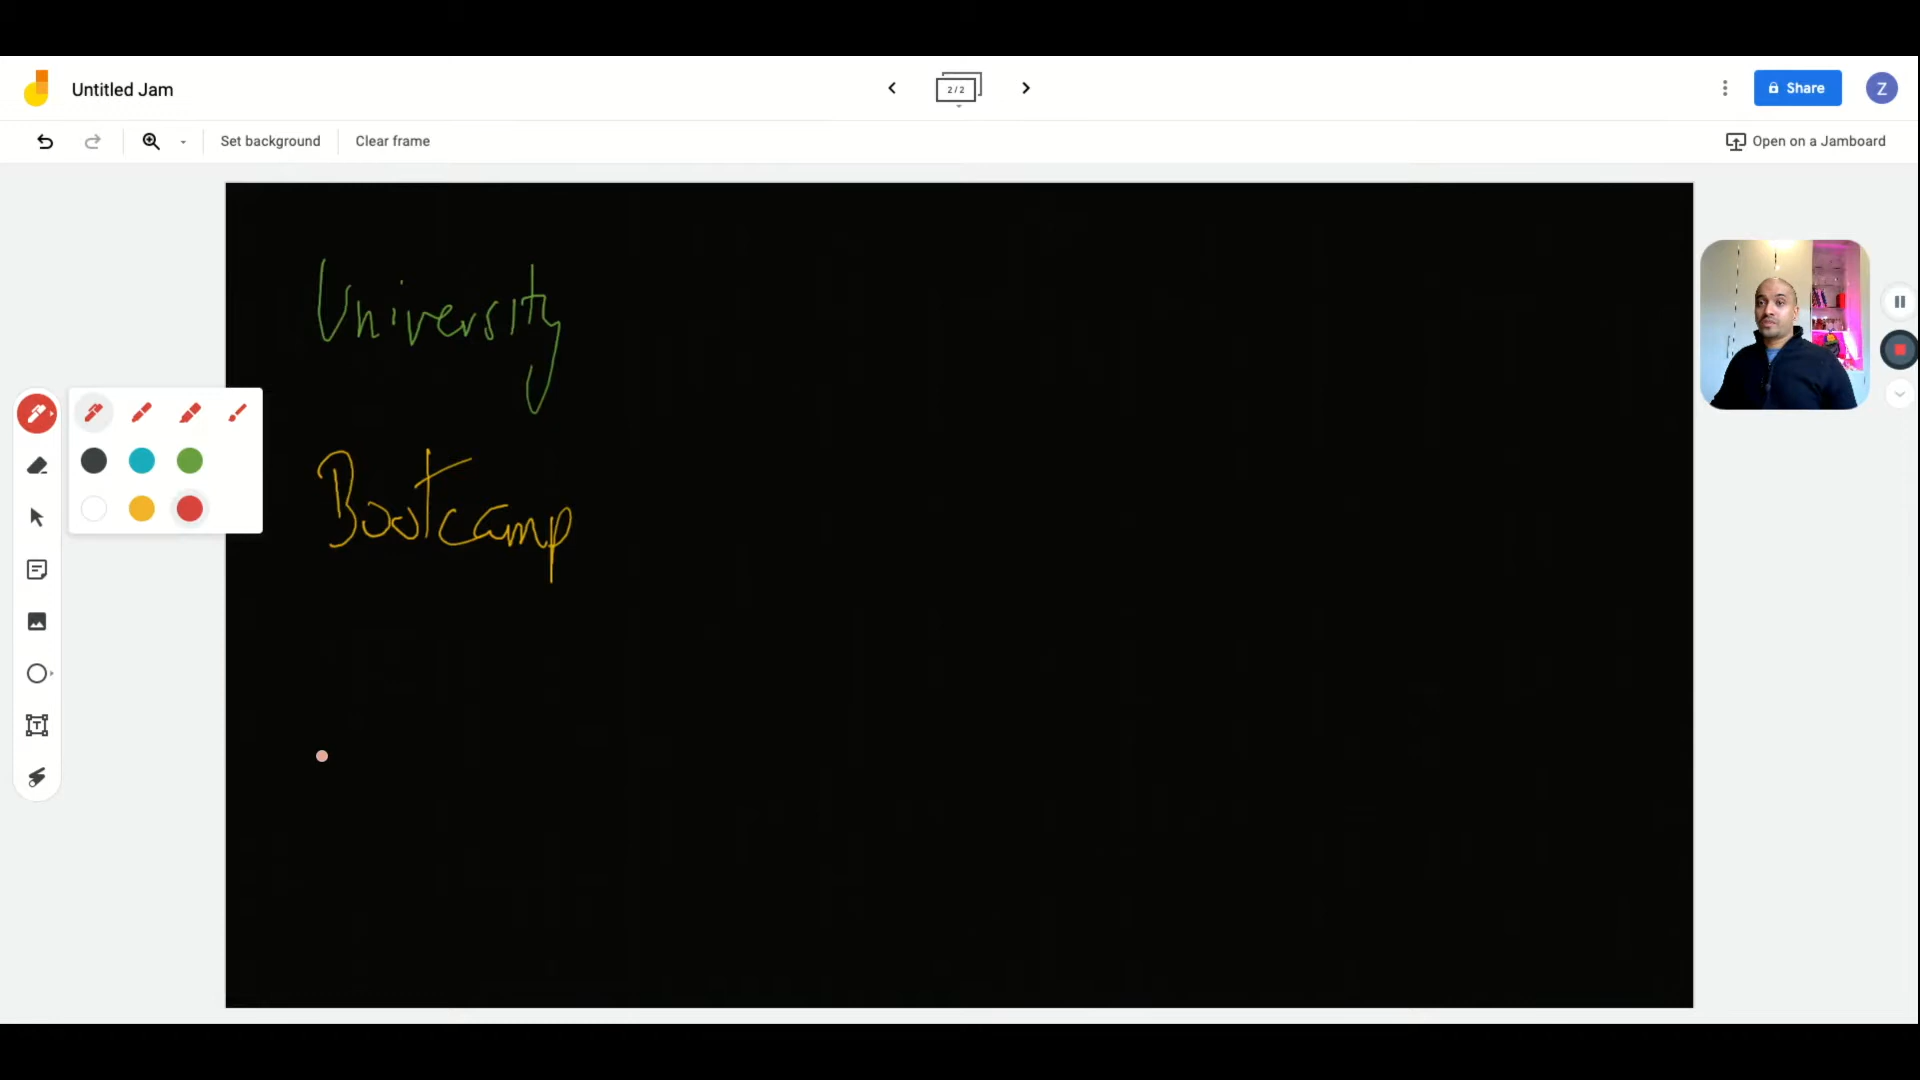 Untitled Jam
2/2
Share
Z
Set background
Clear frame
Open on a Jamboard
University
Bootcamp
T